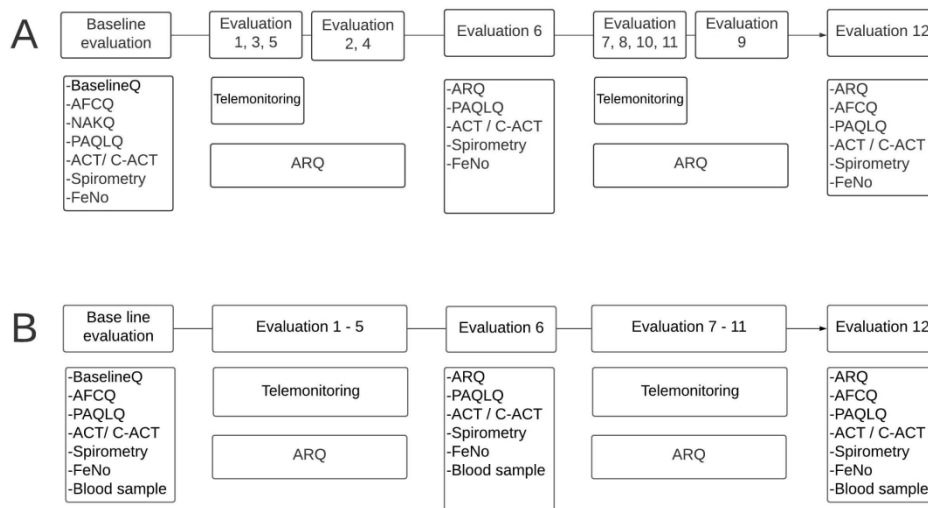 A
Baseline
evaluation
Evaluation
1, 3, 5
Evaluation
2, 4
Evaluation 6
Evaluation
7, 8, 10, 11
Evaluation
9
Evaluation 12
-BaselineQ
-AFCQ
-NAKQ
-PAQLQ
-ACT/ C-ACT
-Spirometry
-FeNo
Telemonitoring
ARQ
-ARQ
-PAQLQ
-ACT / C-ACT
-Spirometry
-FeNo
Telemonitoring
ARQ
-ARQ
-AFCQ
-PAQLQ
-ACT / C-ACT
-Spirometry
-FeNo
B
Base line
evaluation
Evaluation 1 - 5
Evaluation 6
Evaluation 7 - 11
Evaluation 12
-BaselineQ
-AFCQ
-PAQLQ
-ACT/ C-ACT
-Spirometry
-FeNo
-Blood sample
Telemonitoring
ARQ
-ARQ
-PAQLQ
-ACT / C-ACT
-Spirometry
-FeNo
-Blood sample
Telemonitoring
ARQ
-ARQ
-AFCQ
-PAQLQ
-ACT / C-ACT
-Spirometry
-FeNo
-Blood sample